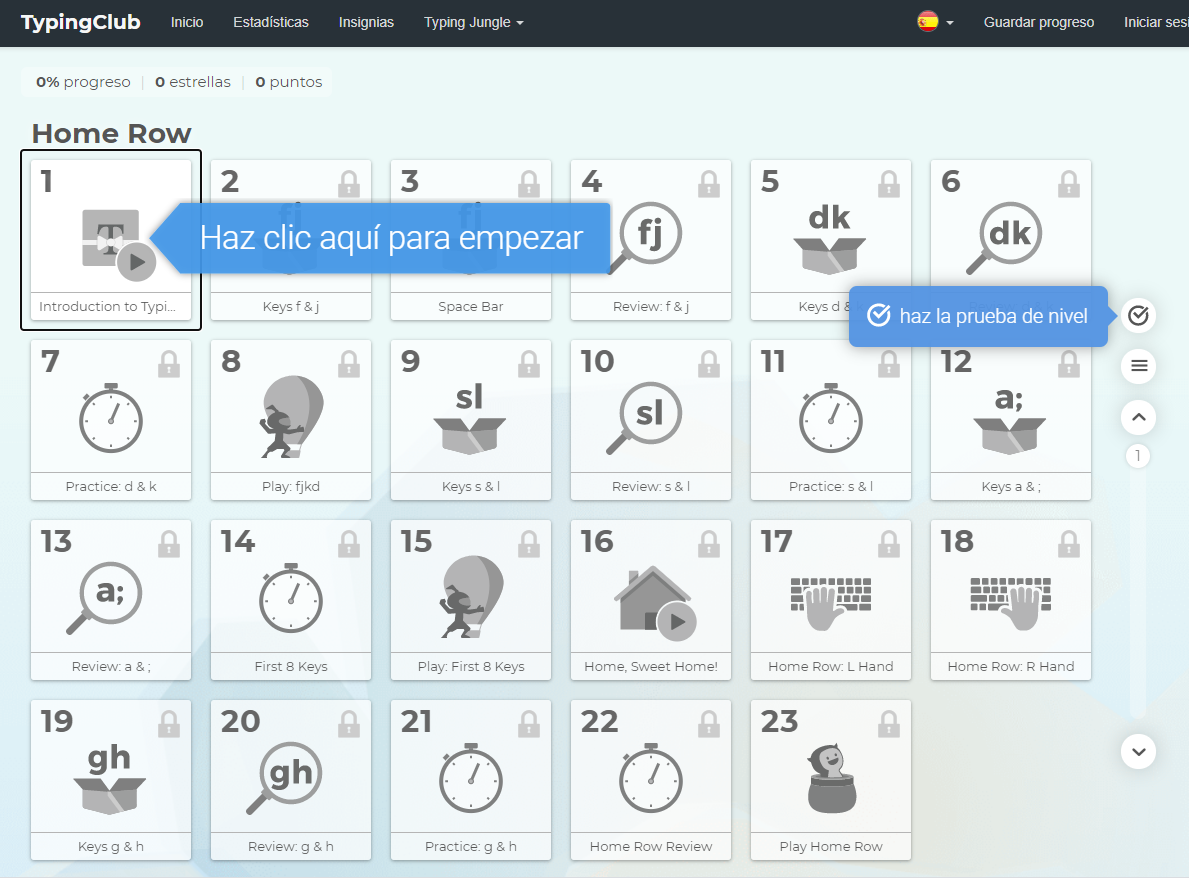 TypingClub Inicio Estadísticas Insignias Typing Jungle Guardar progreso Iniciar sesi
0% progreso | 0 estrellas | 0 puntos
Home Row
1 2 3 4 5 6
T fj dk dk
Haz clic aquí para empezar
Introduction to Typi... Keys f & j Space Bar Review: f & j Keys d &
haz la prueba de nivel
7 8 9 10 11 12
sl sl a;
1
Practice: d & k Play: fjkd Keys s & l Review: s & l Practice: s & l Keys a & ;
13 14 15 16 17 18
a;
Review: a & ; First 8 Keys Play: First 8 Keys Home, Sweet Home! Home Row: L Hand Home Row: R Hand
19 20 21 22 23
gh gh
Keys g & h Review: g & h Practice: g & h Home Row Review Play Home Row